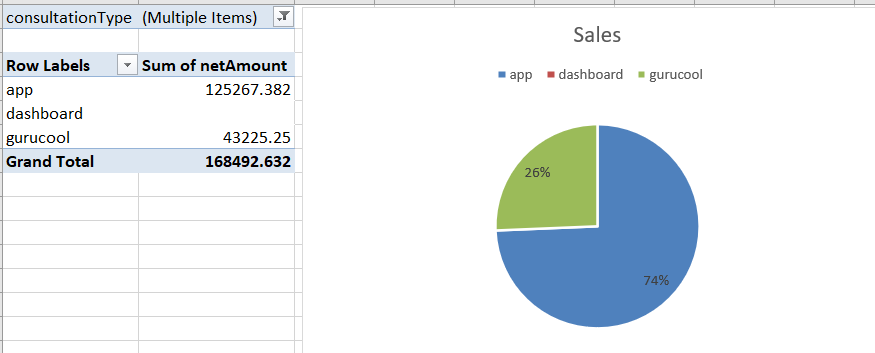 consultationType (Multiple Items)
Row Labels Sum of netAmount
app 125267.382
dashboard
gurucool 43225.25
Grand Total 168492.632
Sales
app dashboard gurucool
26%
74%